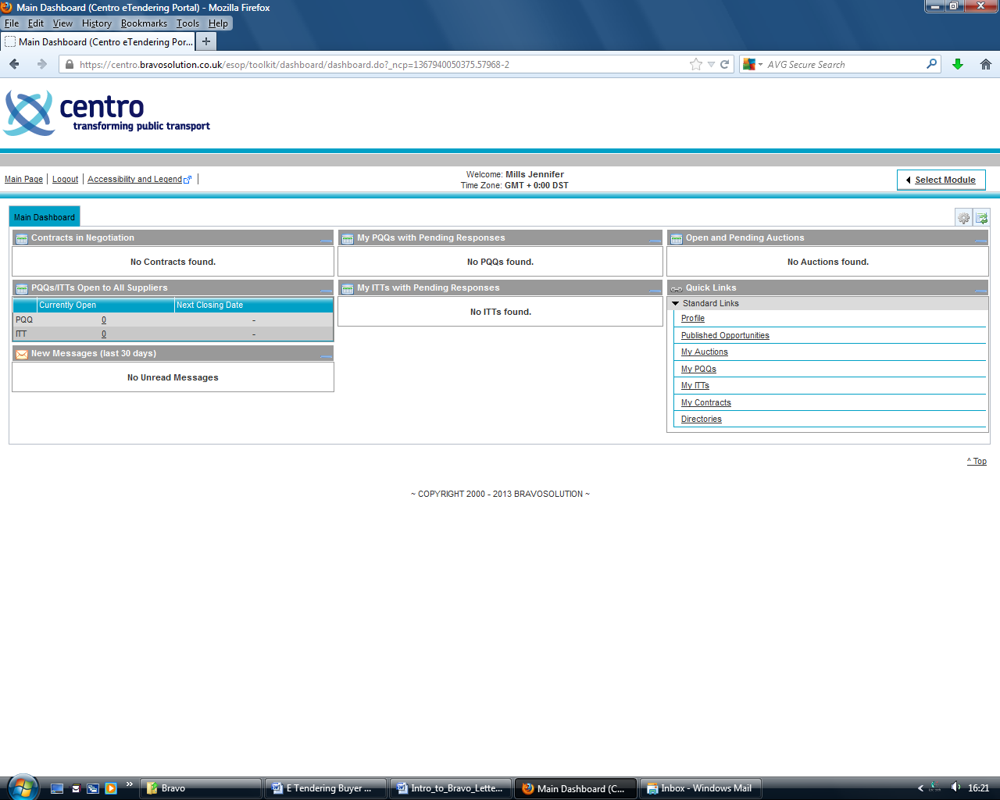 Main Dashboard (Centro eTendering Portal) - Mozilla Firefox
File Edit View History Bookmarks Tools Help
Main Dashboard (Centro eTendering Por...
https://centro.bravosolution.co.uk/esop/toolkit/dashboard/dashboard.do?_ncp=1367940050375.57968-2
AVG Secure Search
centro
transforming public transport
Main Page Logout Accessibility and Legend
Welcome: Mills Jennifer
Time Zone: GMT + 0:00 DST
Select Module
Main Dashboard
Contracts in Negotiation
No Contracts found.
My PQQs with Pending Responses
No PQQs found.
Open and Pending Auctions
No Auctions found.
PQQs/ITTs Open to All Suppliers
Currently Open Next Closing Date
PQQ 0 -
ITT 0 -
My ITTs with Pending Responses
No ITTs found.
Quick Links
Standard Links
Profile
Published Opportunities
My Auctions
My PQQs
My ITTs
My Contracts
Directories
New Messages (last 30 days)
No Unread Messages
^ Top
~ COPYRIGHT 2000 - 2013 BRAVOSOLUTION ~
Bravo
E Tendering Buyer ...
Intro_to_Bravo_Lette...
Main Dashboard (C...
Inbox - Windows Mail
16:21